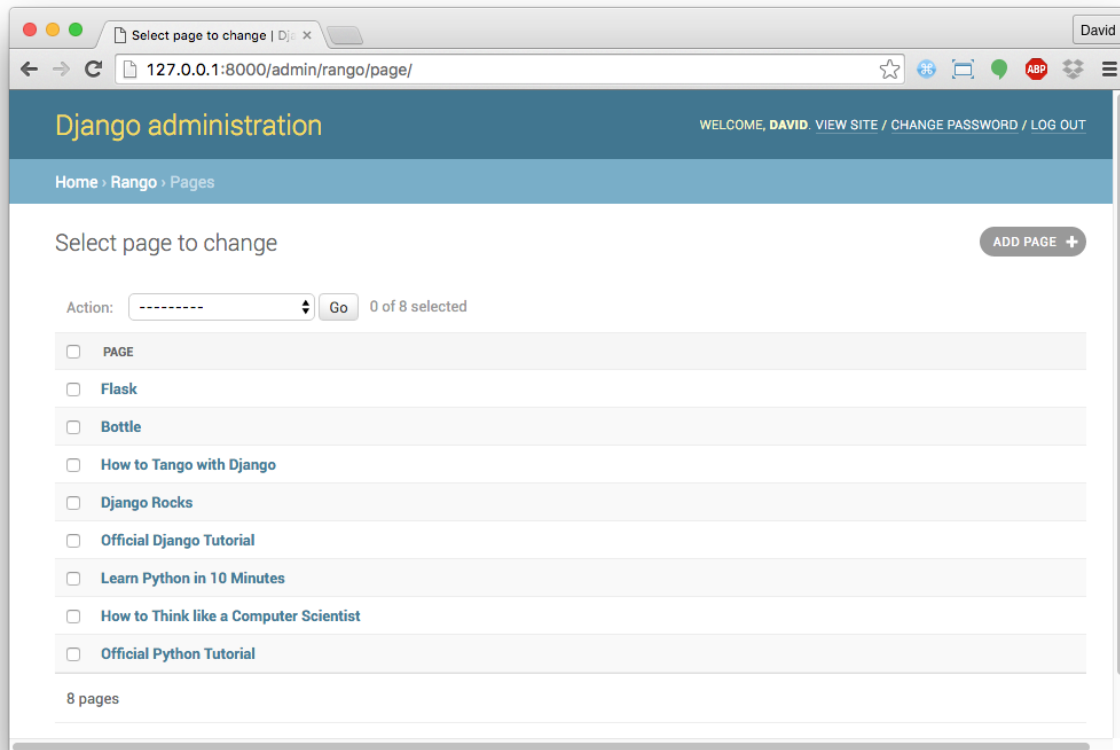 Select page to change | Dja
David
127.0.0.1:8000/admin/rango/page/
ABP
Django administration
WELCOME, DAVID. VIEW SITE / CHANGE PASSWORD / LOG OUT
Home › Rango › Pages
Select page to change
ADD PAGE +
Action: --------- Go 0 of 8 selected
PAGE
Flask
Bottle
How to Tango with Django
Django Rocks
Official Django Tutorial
Learn Python in 10 Minutes
How to Think like a Computer Scientist
Official Python Tutorial
8 pages